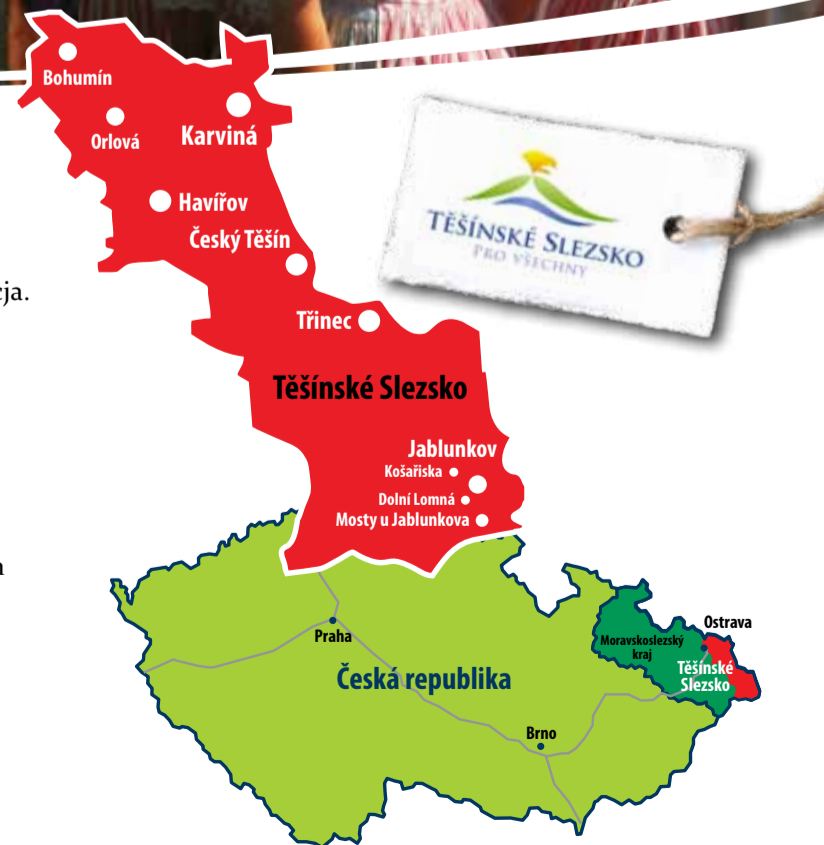 Bohumín
Orlová
Karviná
Havířov
Český Těšín
TĚŠÍNSKÉ SLEZSKO
PRO VŠECHNY
cja.
Třinec
Těšínské Slezsko
Jablunkov
Košařiska
Dolní Lomná
Mosty u Jablunkova
Praha
Česká republika
Brno
Ostrava
Moravskoslezský
kraj
Těšínské
Slezsko